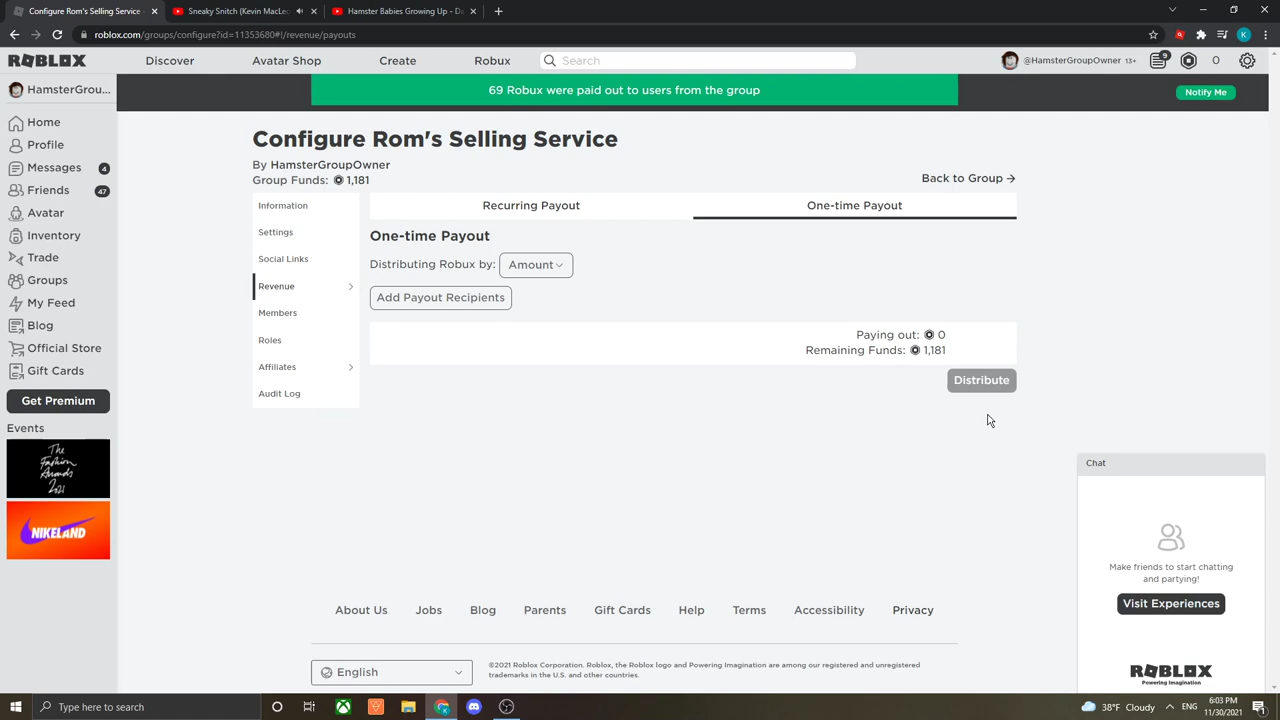 Configure Rom's Selling Service -
Sneaky Snitch (Kevin MacLeod
Hamster Babies Growing Up - Da
roblox.com/groups/configure?id=11353680#!/revenue/payouts
K
ROBLOX
Discover
Avatar Shop
Create
Robux
Search
@HamsterGroupOwner 13+
9
0
HamsterGrou...
69 Robux were paid out to users from the group
Notify Me
Home
Profile
Messages 4
Friends 47
Avatar
Inventory
Trade
Groups
My Feed
Blog
Official Store
Gift Cards
Get Premium
Events
The
Fashion
Awards
2021
NIKELAND
Configure Rom's Selling Service
By HamsterGroupOwner
Group Funds: 1,181
Back to Group
Information
Settings
Social Links
Revenue
Members
Roles
Affiliates
Audit Log
Recurring Payout
One-time Payout
One-time Payout
Distributing Robux by: Amount
Add Payout Recipients
Paying out: 0
Remaining Funds: 1,181
Distribute
Chat
Make friends to start chatting
and partying!
Visit Experiences
ROBLOX
Powering Imagination
About Us
Jobs
Blog
Parents
Gift Cards
Help
Terms
Accessibility
Privacy
English
©2021 Roblox Corporation. Roblox, the Roblox logo and Powering Imagination are among our registered and unregistered
trademarks in the U.S. and other countries.
Type here to search
38°F Cloudy
ENG
6:03 PM
11/30/2021
1